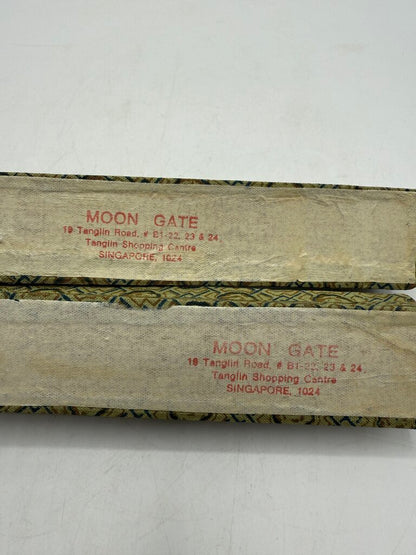 MOON GATE
19 Tanglin Road, # B1-22, 23 & 24,
Tanglin Shopping Centre
SINGAPORE, 1024
MOON GATE
19 Tanglin Road, # B1-22, 23 & 24,
Tanglin Shopping Centre
SINGAPORE, 1024